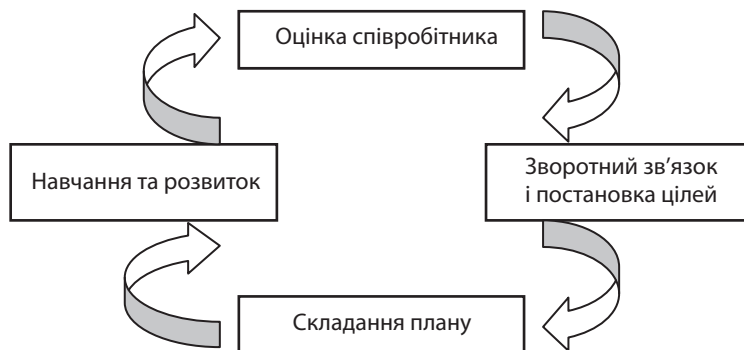 Оцінка співробітника
Навчання та розвиток
Зворотний зв'язок
і постановка цілей
Складання плану